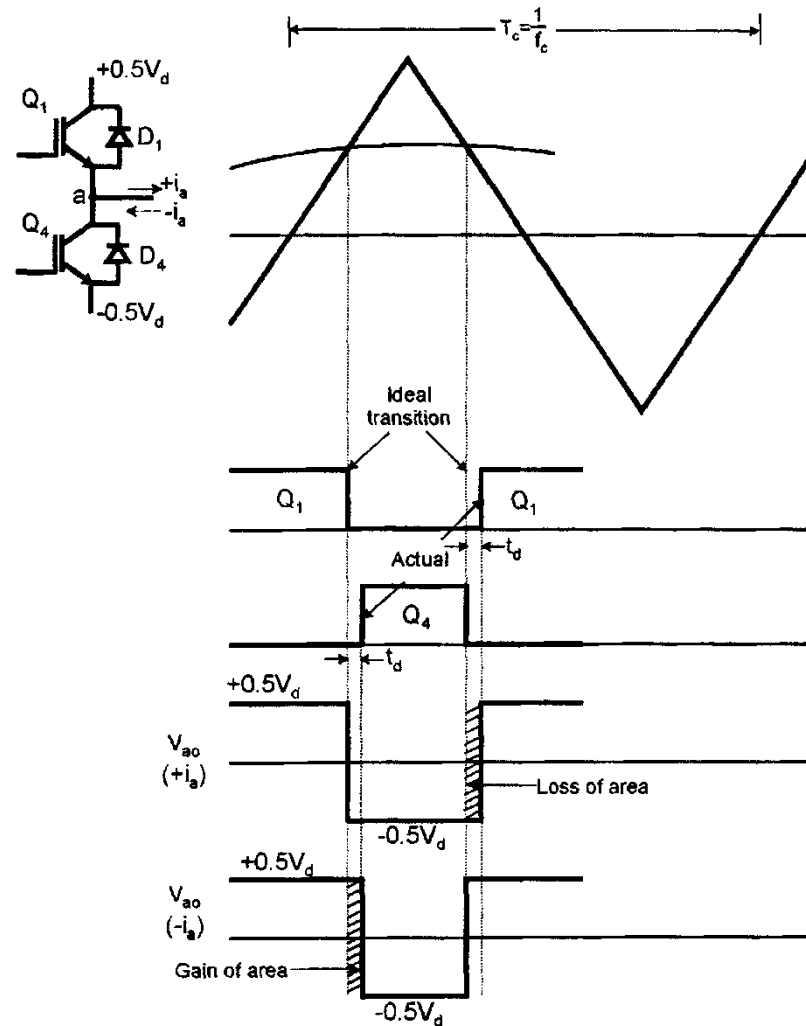 T_c = 1/f_c
+0.5V_d
Q_1
D_1
+i_a
a
-i_a
Q_4
D_4
-0.5V_d
Ideal
transition
Q_1
Q_1
t_d
Actual
Q_4
t_d
+0.5V_d
V_ao
(+i_a)
Loss of area
-0.5V_d
+0.5V_d
V_ao
(-i_a)
Gain of area
-0.5V_d